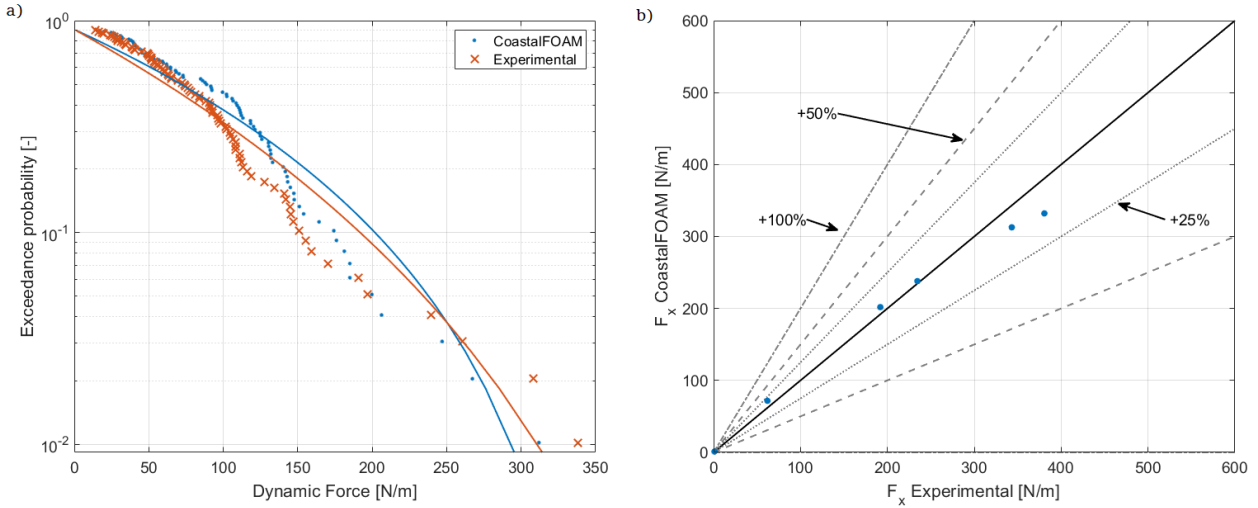 a)
10^0
10^-1
10^-2
Exceedance probability [-]
CoastalFOAM
Experimental
0 50 100 150 200 250 300 350
Dynamic Force [N/m]
b)
600
500
400
300
200
100
0
F_x CoastalFOAM [N/m]
+50%
+100%
+25%
0 100 200 300 400 500 600
F_x Experimental [N/m]